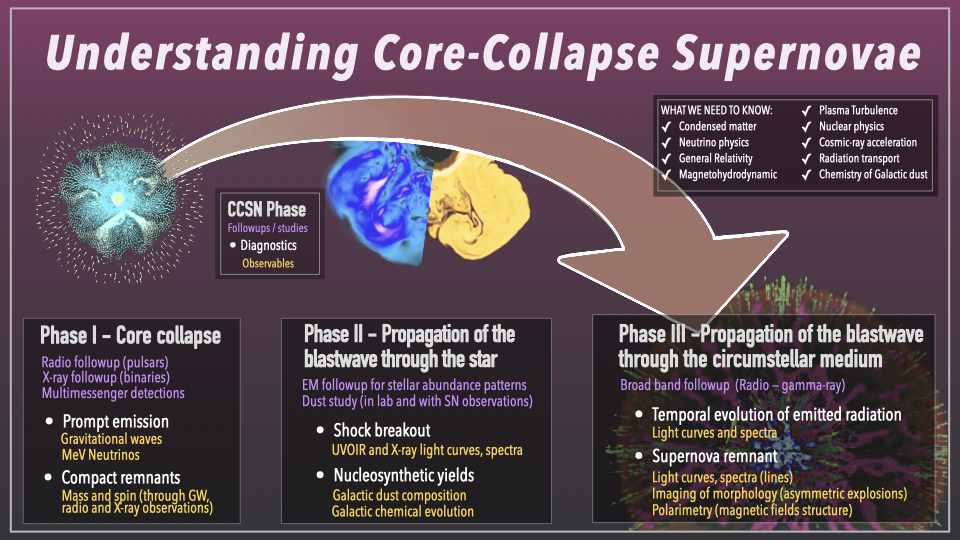 Understanding Core-Collapse Supernovae
WHAT WE NEED TO KNOW:
✓ Condensed matter
✓ Neutrino physics
✓ General Relativity
✓ Magnetohydrodynamic
✓ Plasma Turbulence
✓ Nuclear physics
✓ Cosmic-ray acceleration
✓ Radiation transport
✓ Chemistry of Galactic dust
CCSN Phase
Followups / studies
• Diagnostics
Observables
Phase I – Core collapse
Radio followup (pulsars)
X-ray followup (binaries)
Multimessenger detections
• Prompt emission
Gravitational waves
MeV Neutrinos
• Compact remnants
Mass and spin (through GW,
radio and X-ray observations)
Phase II – Propagation of the
blastwave through the star
EM followup for stellar abundance patterns
Dust study (in lab and with SN observations)
• Shock breakout
UVOIR and X-ray light curves, spectra
• Nucleosynthetic yields
Galactic dust composition
Galactic chemical evolution
Phase III –Propagation of the blastwave
through the circumstellar medium
Broad band followup (Radio – gamma-ray)
• Temporal evolution of emitted radiation
Light curves and spectra
• Supernova remnant
Light curves, spectra (lines)
Imaging of morphology (asymmetric explosions)
Polarimetry (magnetic fields structure)